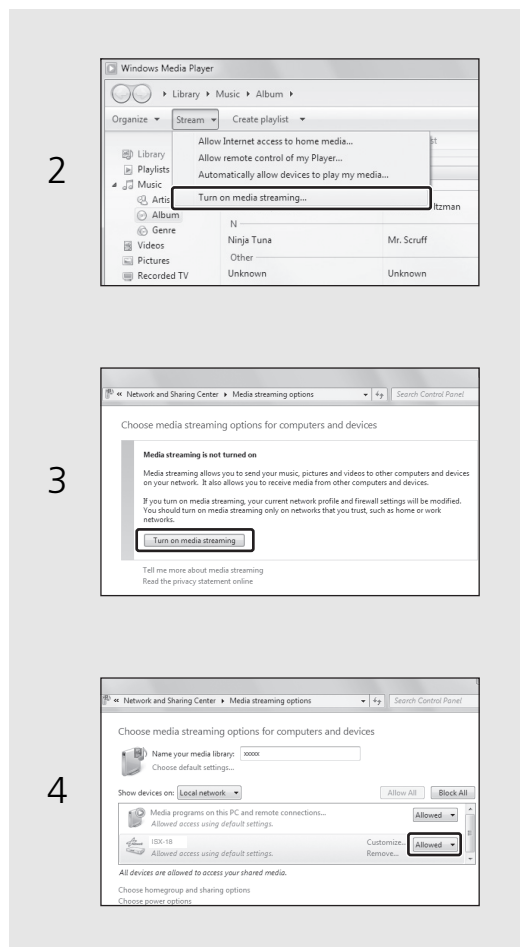 2
Windows Media Player
Library Music Album
Organize Stream Create playlist
Allow Internet access to home media...
Allow remote control of my Player...
Automatically allow devices to play my media...
Turn on media streaming...
Library
Playlists
Music
Artis
Album
Genre
Videos
Pictures
Recorded TV
st
ltzman
N
Ninja Tuna Mr. Scruff
Other
Unknown Unknown
3
« Network and Sharing Center Media streaming options Search Control Panel
Choose media streaming options for computers and devices
Media streaming is not turned on
Media streaming allows you to send your music, pictures and videos to other computers and devices
on your network. It also allows you to receive media from other computers and devices.
If you turn on media streaming, your current network profile and firewall settings will be modified.
You should turn on media streaming only on networks that you trust, such as home or work
networks.
Turn on media streaming
Tell me more about media streaming
Read the privacy statement online
4
« Network and Sharing Center Media streaming options Search Control Panel
Choose media streaming options for computers and devices
Name your media library: xxxxx
Choose default settings...
Show devices on: Local network Allow All Block All
Media programs on this PC and remote connections... Allowed
Allowed access using default settings.
ISX-18 Customize... Allowed
Allowed access using default settings. Remove...
All devices are allowed to access your shared media.
Choose homegroup and sharing options
Choose power options